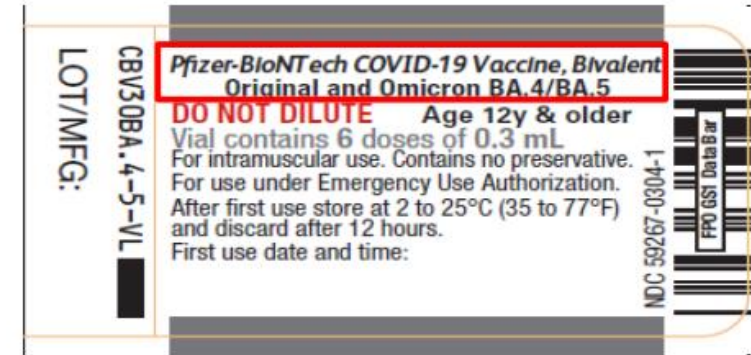 LOT/MFG:
CBV30BA.4-5-VL
Pfizer-BioNTech COVID-19 Vaccine, Bivalent
Original and Omicron BA.4/BA.5
DO NOT DILUTE Age 12y & older
Vial contains 6 doses of 0.3 mL
For intramuscular use. Contains no preservative.
For use under Emergency Use Authorization.
After first use store at 2 to 25°C (35 to 77°F)
and discard after 12 hours.
First use date and time:
NDC 59267-0304-1
FPO GS1 DataBar